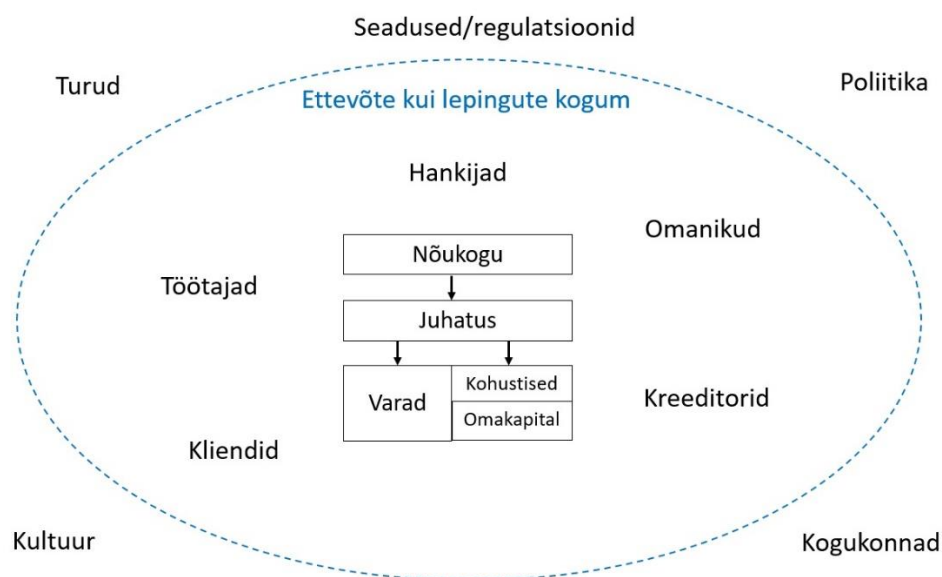 Seadused/regulatsioonid
Turud
Poliitika
Ettevõte kui lepingute kogum
Hankijad
Omanikud
Nõukogu
Töötajad
Juhatus
Varad
Kohustised
Omakapital
Kreeditorid
Kliendid
Kultuur
Kogukonnad